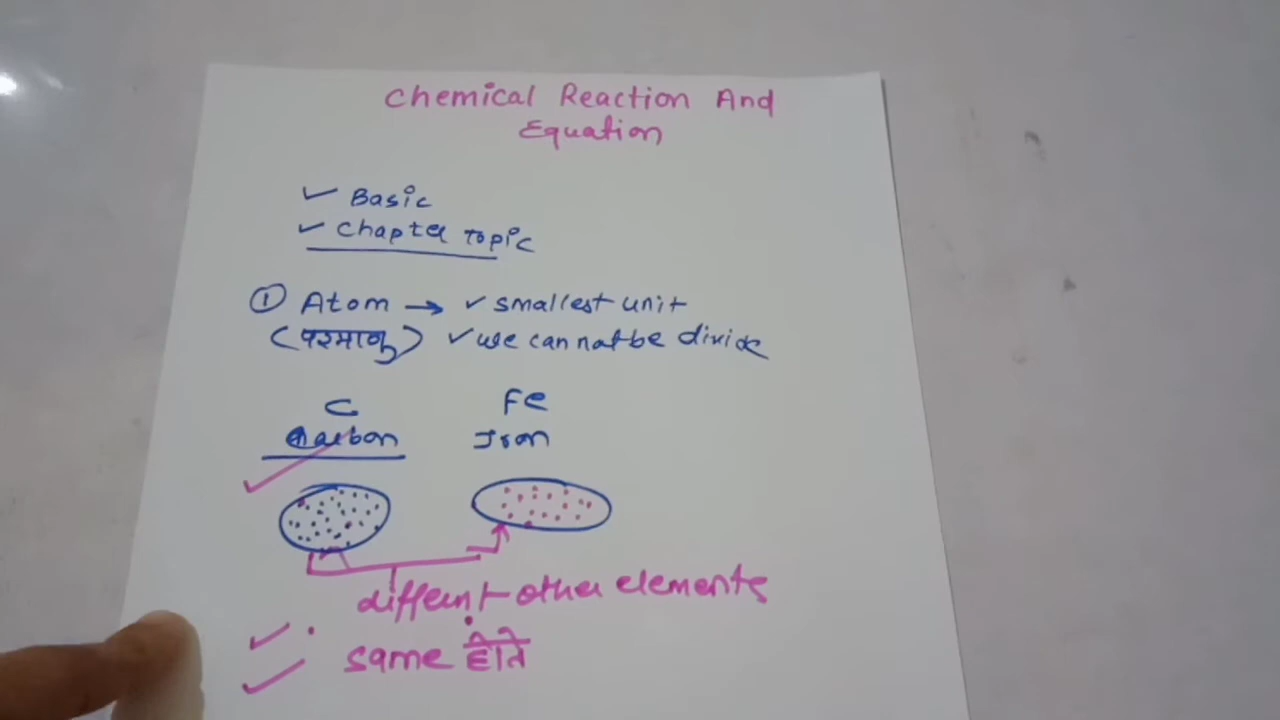 Chemical Reaction And
Equation
✓ Basic
✓ Chapter Topic
① Atom → ✓ smallest unit
(परमाणु) ✓ we can not be divide
C Fe
Carbon Iron
differnt other elements
✓ .
✓ same होते